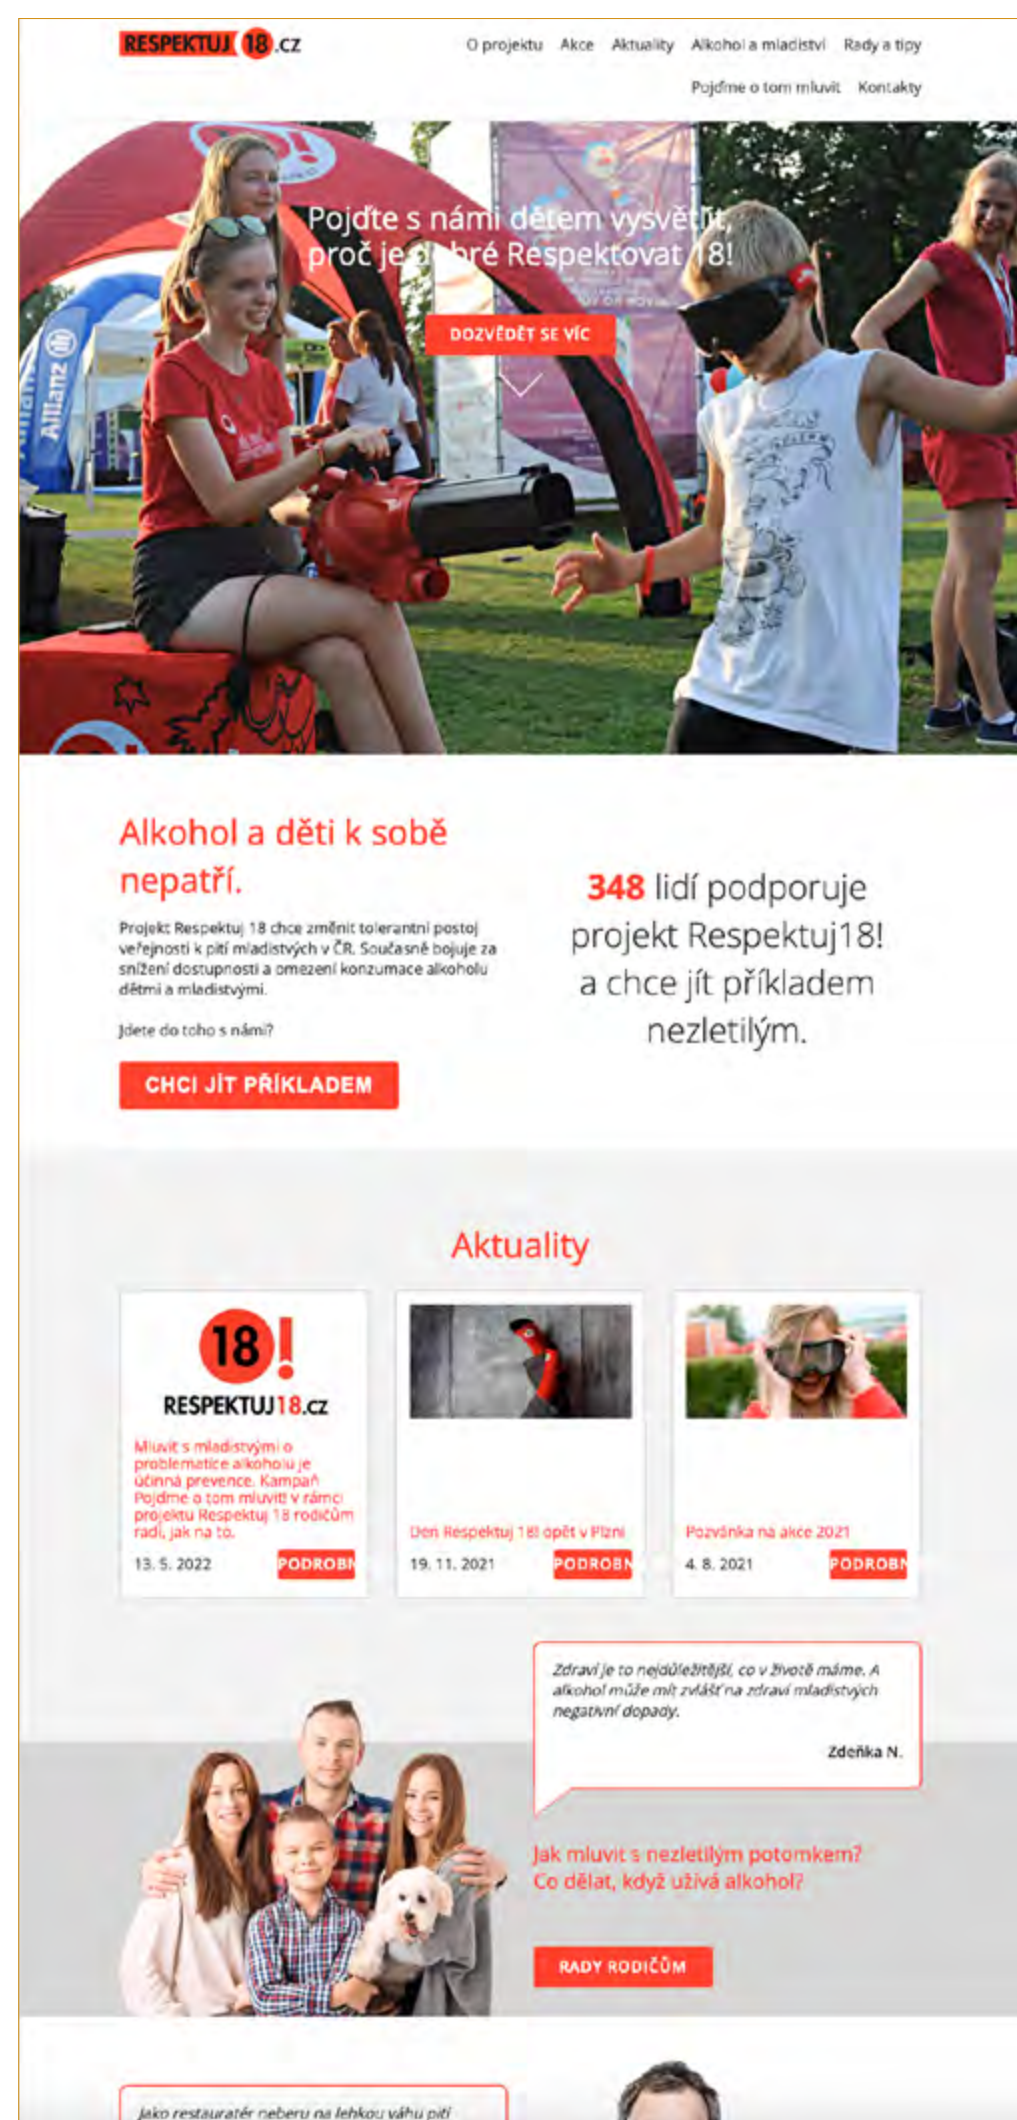 RESPEKTUJ 18 .cz
O projektu Akce Aktuality Alkohol a mladiství Rady a tipy
Pojďme o tom mluvit Kontakty
Pojďte s námi dětem vysvětlit,
proč je dobré Respektovat 18!
DOZVĚDĚT SE VÍC
Allianz
Alkohol a děti k sobě
nepatří.
Projekt Respektuj 18 chce změnit tolerantní postoj
veřejnosti k pití mladistvých v ČR. Současně bojuje za
snížení dostupnosti a omezení konzumace alkoholu
dětmi a mladistvými.
Jdete do toho s námi?
CHCI JÍT PŘÍKLADEM
348 lidí podporuje
projekt Respektuj18!
a chce jít příkladem
nezletilým.
Aktuality
18!
RESPEKTUJ18.cz
Mluvit s mladistvými o
problematice alkoholu je
účinná prevence. Kampaň
Pojďme o tom mluvit! v rámci
projektu Respektuj 18 rodičům
radí, jak na to.
13. 5. 2022 PODROBN
Den Respektuj 18! opět v Plzni
19. 11. 2021 PODROBN
Pozvánka na akce 2021
4. 8. 2021 PODROBN
Zdraví je to nejdůležitější, co v životě máme. A
alkohol může mít zvlášť na zdraví mladistvých
negativní dopady.
Zdeňka N.
Jak mluvit s nezletilým potomkem?
Co dělat, když užívá alkohol?
RADY RODIČŮM
Jako restauratér neberu na lehkou váhu pití